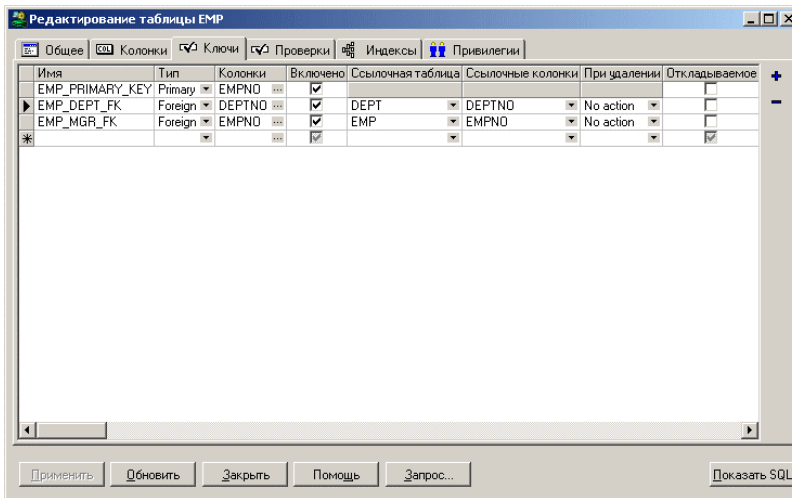 Редактирование таблицы EMP
Общее COL Колонки Ключи Проверки Индексы Привилегии
Имя Тип Колонки Включено Ссылочная таблица Ссылочные колонки При удалении Откладываемое
EMP_PRIMARY_KEY Primary EMPNO ...
EMP_DEPT_FK Foreign DEPTNO ... DEPT DEPTNO No action
EMP_MGR_FK Foreign EMPNO ... EMP EMPNO No action
...
Применить Обновить Закрыть Помощь Запрос... Показать SQL